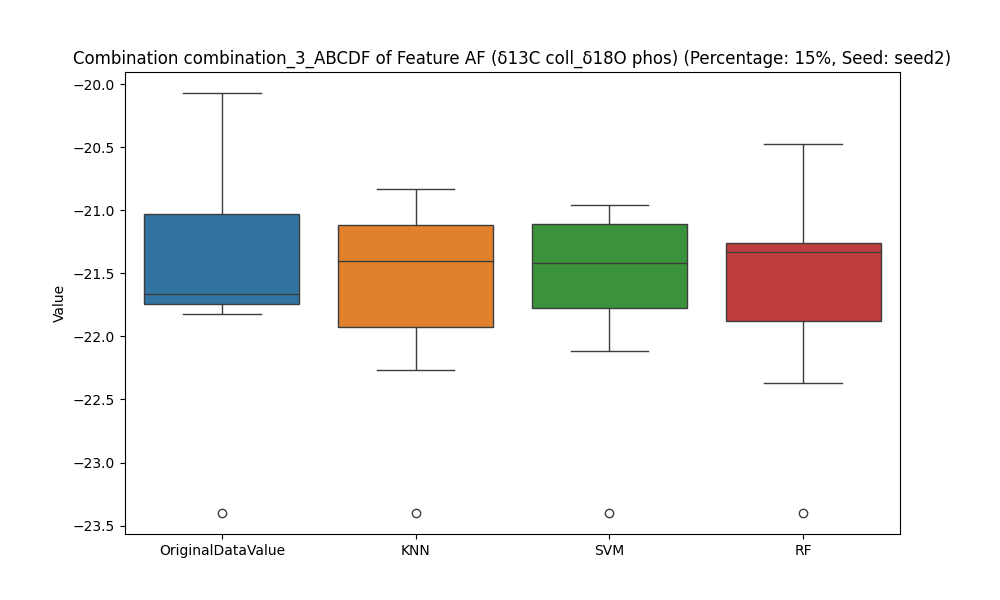 Combination combination_3_ABCDF of Feature AF (δ13C coll_δ18O phos) (Percentage: 15%, Seed: seed2)
−20.0
−20.5
−21.0
−21.5
−22.0
−22.5
−23.0
−23.5
Value
OriginalDataValue KNN SVM RF